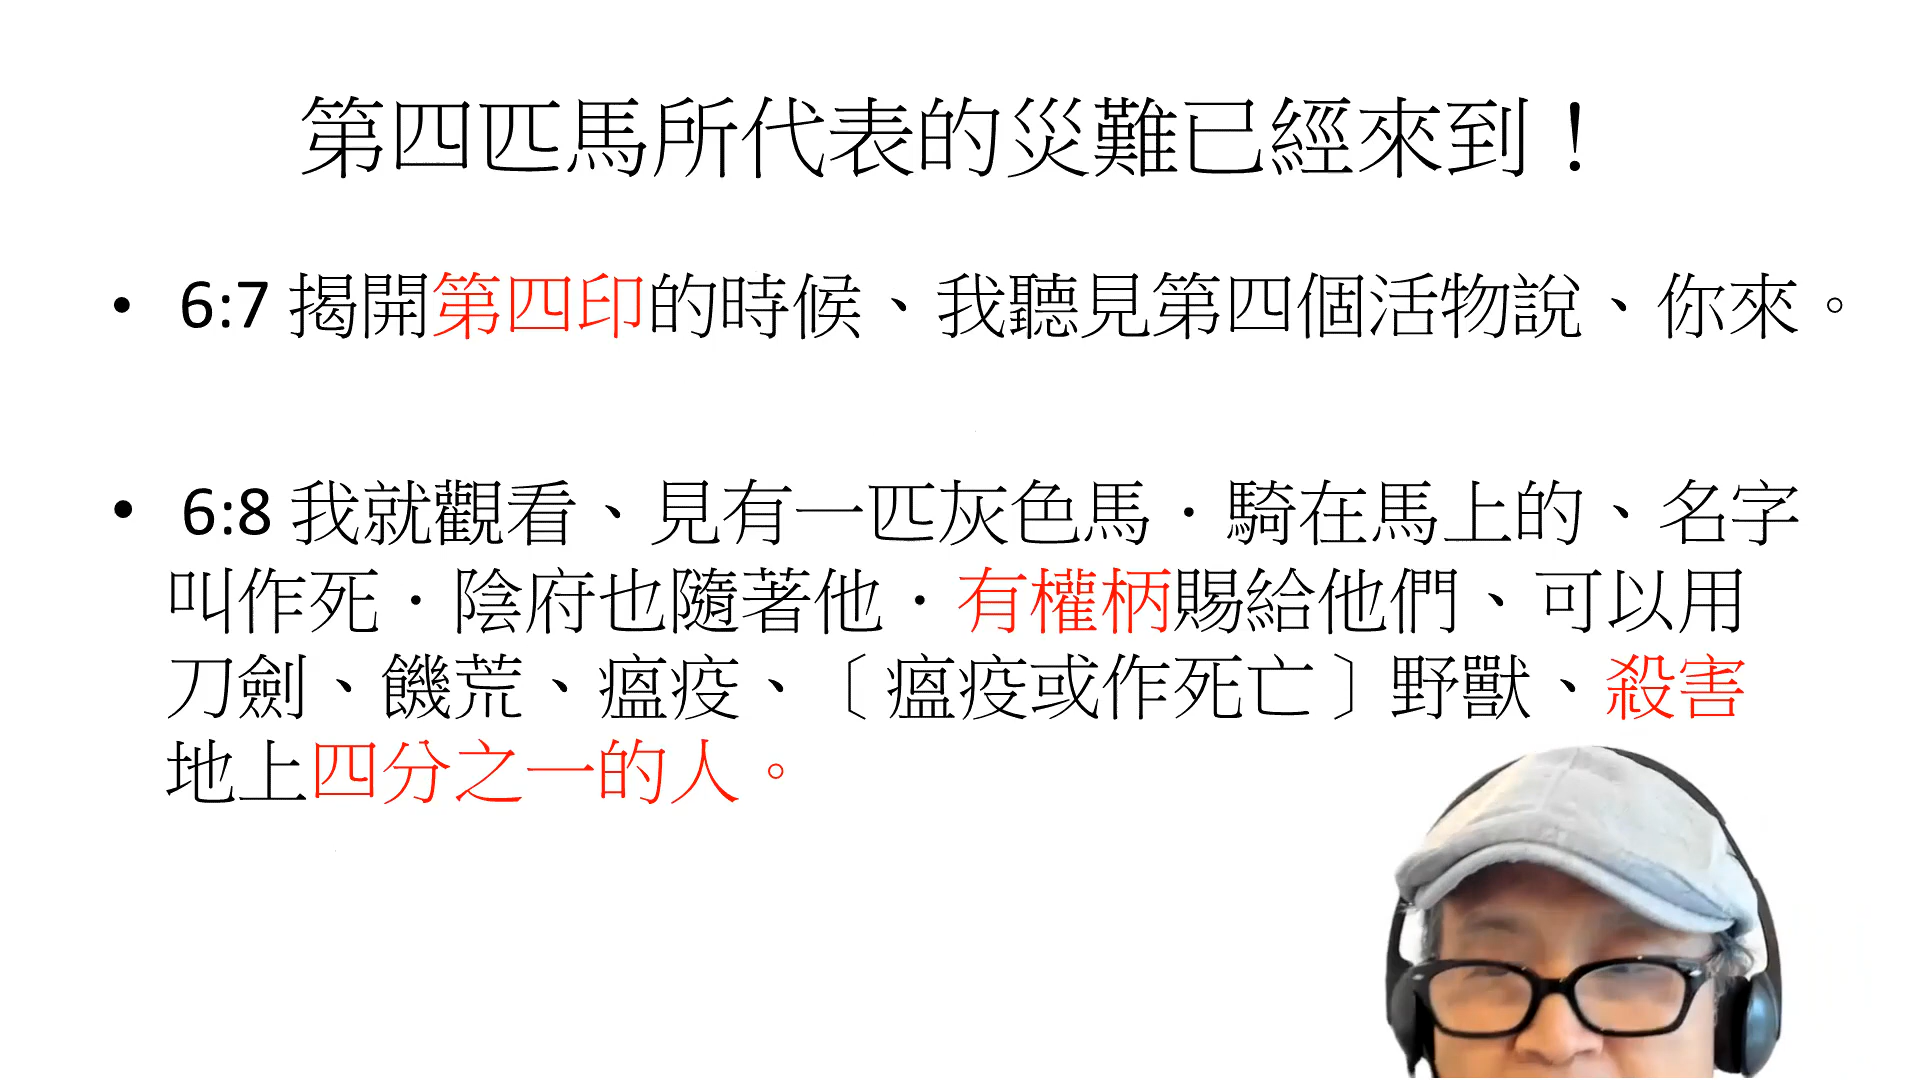 第四匹馬所代表的災難已經來到！
• 6:7 揭開第四印的時候、我聽見第四個活物說、你來。
• 6:8 我就觀看、見有一匹灰色馬．騎在馬上的、名字
叫作死．陰府也隨著他．有權柄賜給他們、可以用
刀劍、饑荒、瘟疫、〔瘟疫或作死亡〕野獸、殺害
地上四分之一的人。